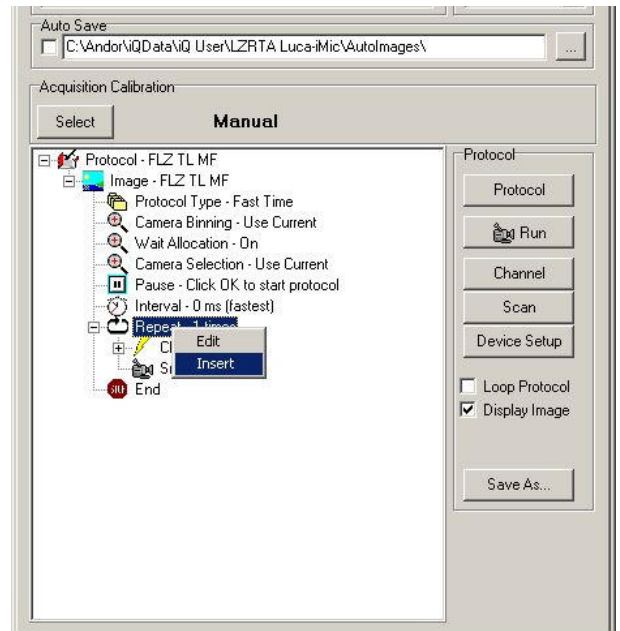 Auto Save
C:\Andor\iQData\iQ User\LZRTA Luca-iMic\AutoImages\ ...
Acquisition Calibration
Select Manual
Protocol - FLZ TL MF
Image - FLZ TL MF
Protocol Type - Fast Time
Camera Binning - Use Current
Wait Allocation - On
Camera Selection - Use Current
Pause - Click OK to start protocol
Interval - 0 ms (fastest)
Repeat - 1 times
Edit
Insert
End
Protocol
Protocol
Run
Channel
Scan
Device Setup
Loop Protocol
Display Image
Save As...